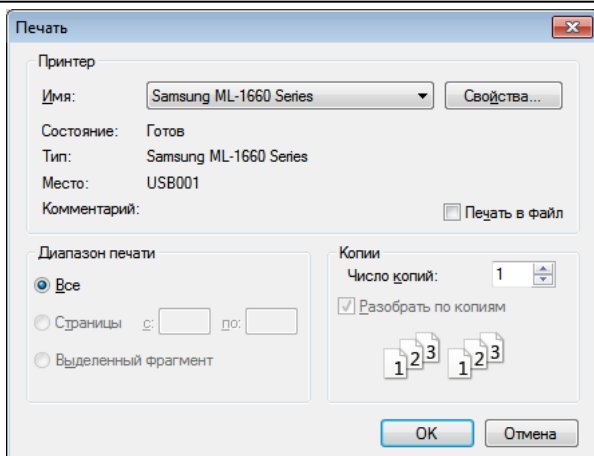 Печать
Принтер
Имя: Samsung ML-1660 Series Свойства...
Состояние: Готов
Тип: Samsung ML-1660 Series
Место: USB001
Комментарий: Печать в файл
Диапазон печати
Все
Страницы с: по:
Выделенный фрагмент
Копии
Число копий: 1
Разобрать по копиям
1 2 3 1 2 3
OK Отмена